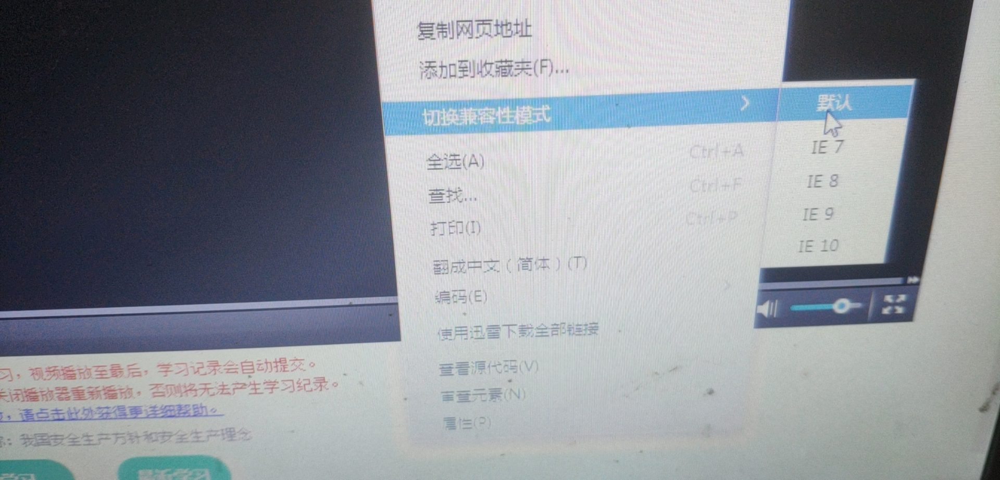 复制网页地址
添加到收藏夹(F)...
切换兼容性模式
默认
全选(A) Ctrl+A
IE 7
查找... Ctrl+F
IE 8
打印(I) Ctrl+P
IE 9
翻成中文（简体）(T)
IE 10
编码(E)
使用迅雷下载全部链接
查看源代码(V)
审查元素(N)
属性(P)
习，视频播放至最后，学习记录会自动提交。
关闭播放器重新播放，否则将无法产生学习纪录。
，请点击此处获得更详细帮助。
：我国安全生产方针和安全生产理念
学习
重新学习